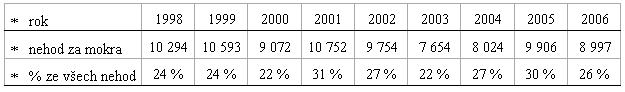 * rok 1998 1999 2000 2001 2002 2003 2004 2005 2006
* nehod za mokra 10 294 10 593 9 072 10 752 9 754 7 654 8 024 9 906 8 997
* % ze všech nehod 24 % 24 % 22 % 31 % 27 % 22 % 27 % 30 % 26 %